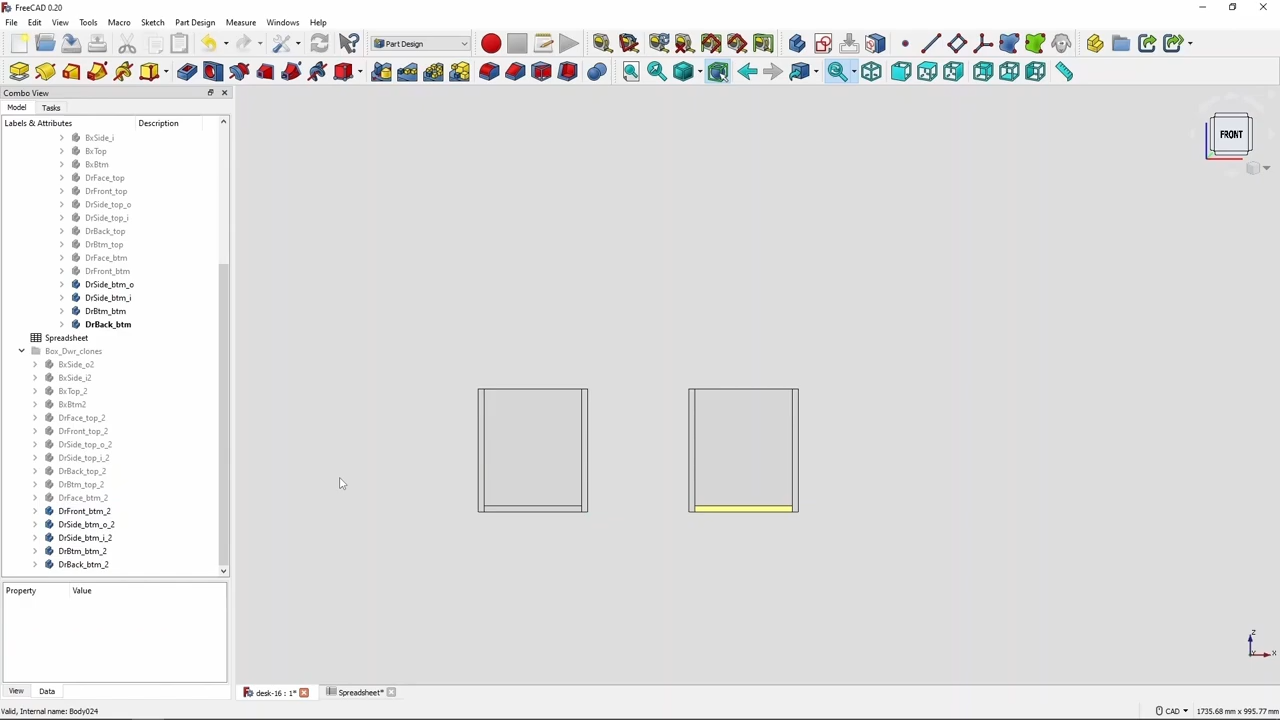 FreeCAD 0.20
File Edit View Tools Macro Sketch Part Design Measure Windows Help
Part Design
Combo View
Model Tasks
Labels & Attributes Description
BxSide_i
BxTop
BxBtm
DrFace_top
DrFront_top
DrSide_top_o
DrSide_top_i
DrBack_top
DrBtm_top
DrFace_btm
DrFront_btm
DrSide_btm_o
DrSide_btm_i
DrBtm_btm
DrBack_btm
Spreadsheet
Box_Dwr_clones
BxSide_o2
BxSide_i2
BxTop_2
BxBtm2
DrFace_top_2
DrFront_top_2
DrSide_top_o_2
DrSide_top_i_2
DrBack_top_2
DrBtm_top_2
DrFace_btm_2
DrFront_btm_2
DrSide_btm_o_2
DrSide_btm_i_2
DrBtm_btm_2
DrBack_btm_2
FRONT
Property Value
Z
X
View Data
desk-16 : 1*
Spreadsheet*
Valid, Internal name: Body024
CAD
1735.68 mm x 995.77 mm